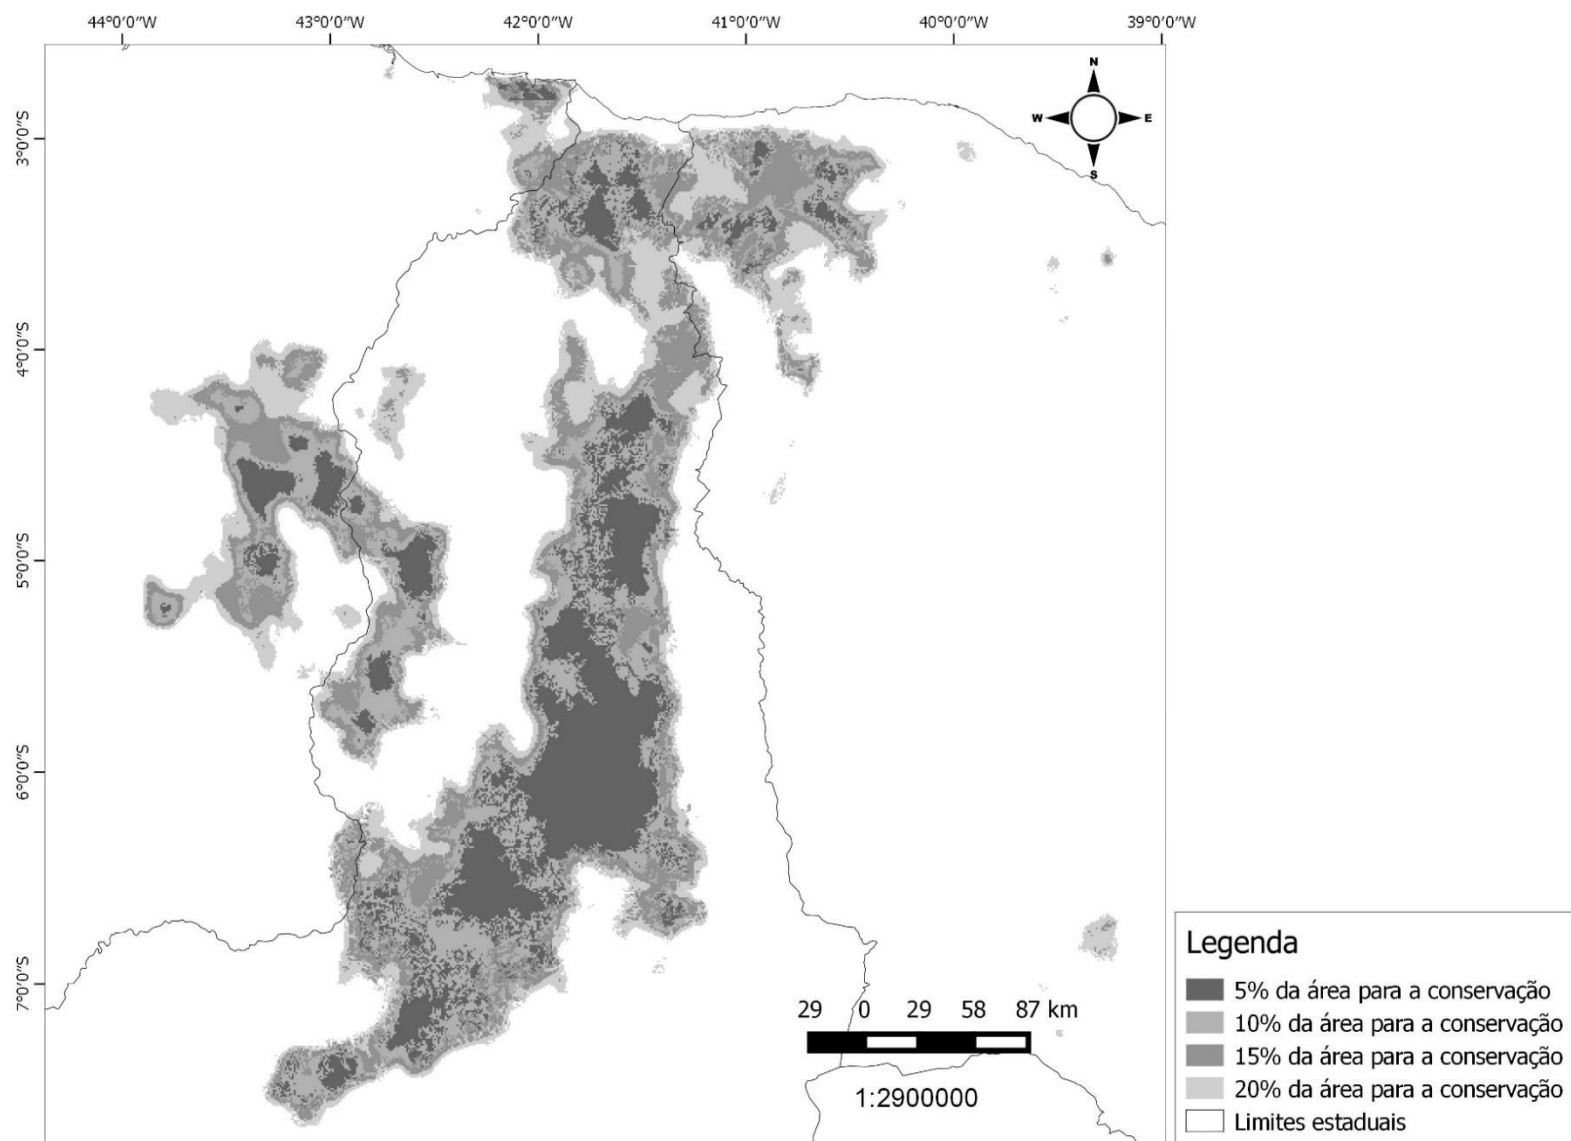 44°0'0"W 43°0'0"W 42°0'0"W 41°0'0"W 40°0'0"W 39°0'0"W
N
W E
S
3°0'0"S
4°0'0"S
5°0'0"S
6°0'0"S
7°0'0"S
29 0 29 58 87 km
1:2900000
Legenda
5% da área para a conservação
10% da área para a conservação
15% da área para a conservação
20% da área para a conservação
Limites estaduais